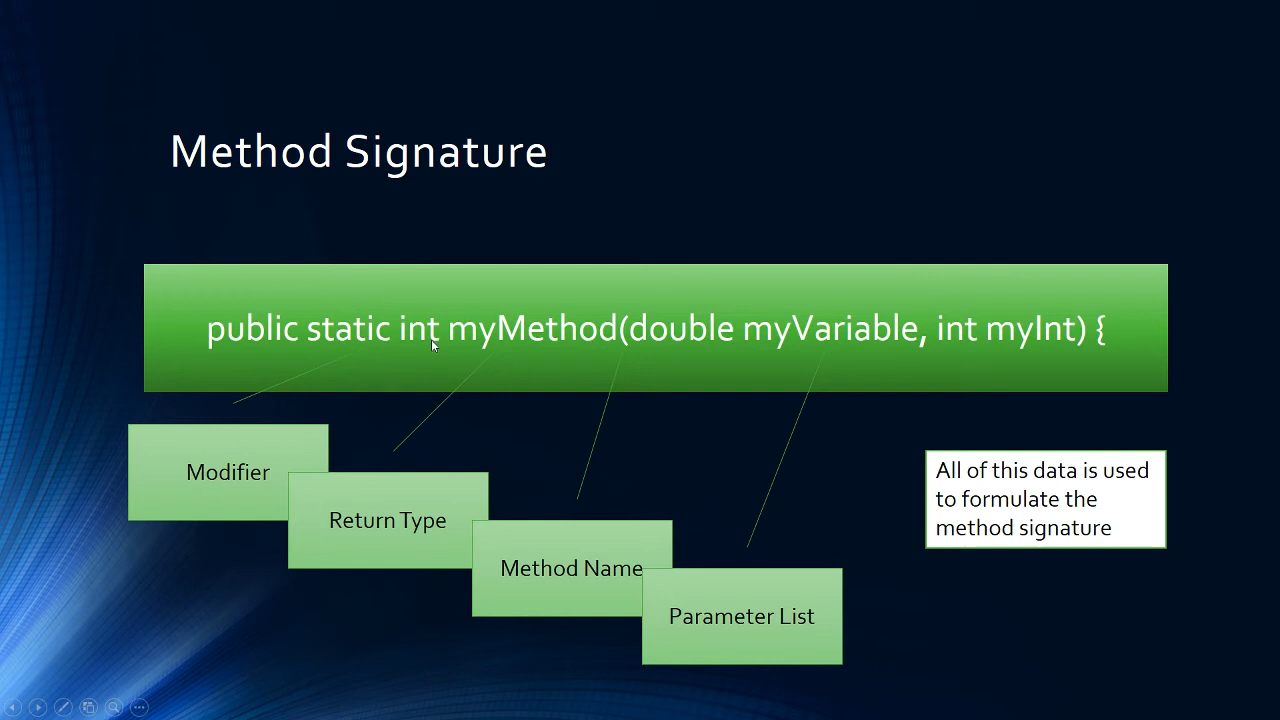 Method Signature
public static int myMethod(double myVariable, int myInt) {
Modifier
Return Type
Method Name
Parameter List
All of this data is used
to formulate the
method signature